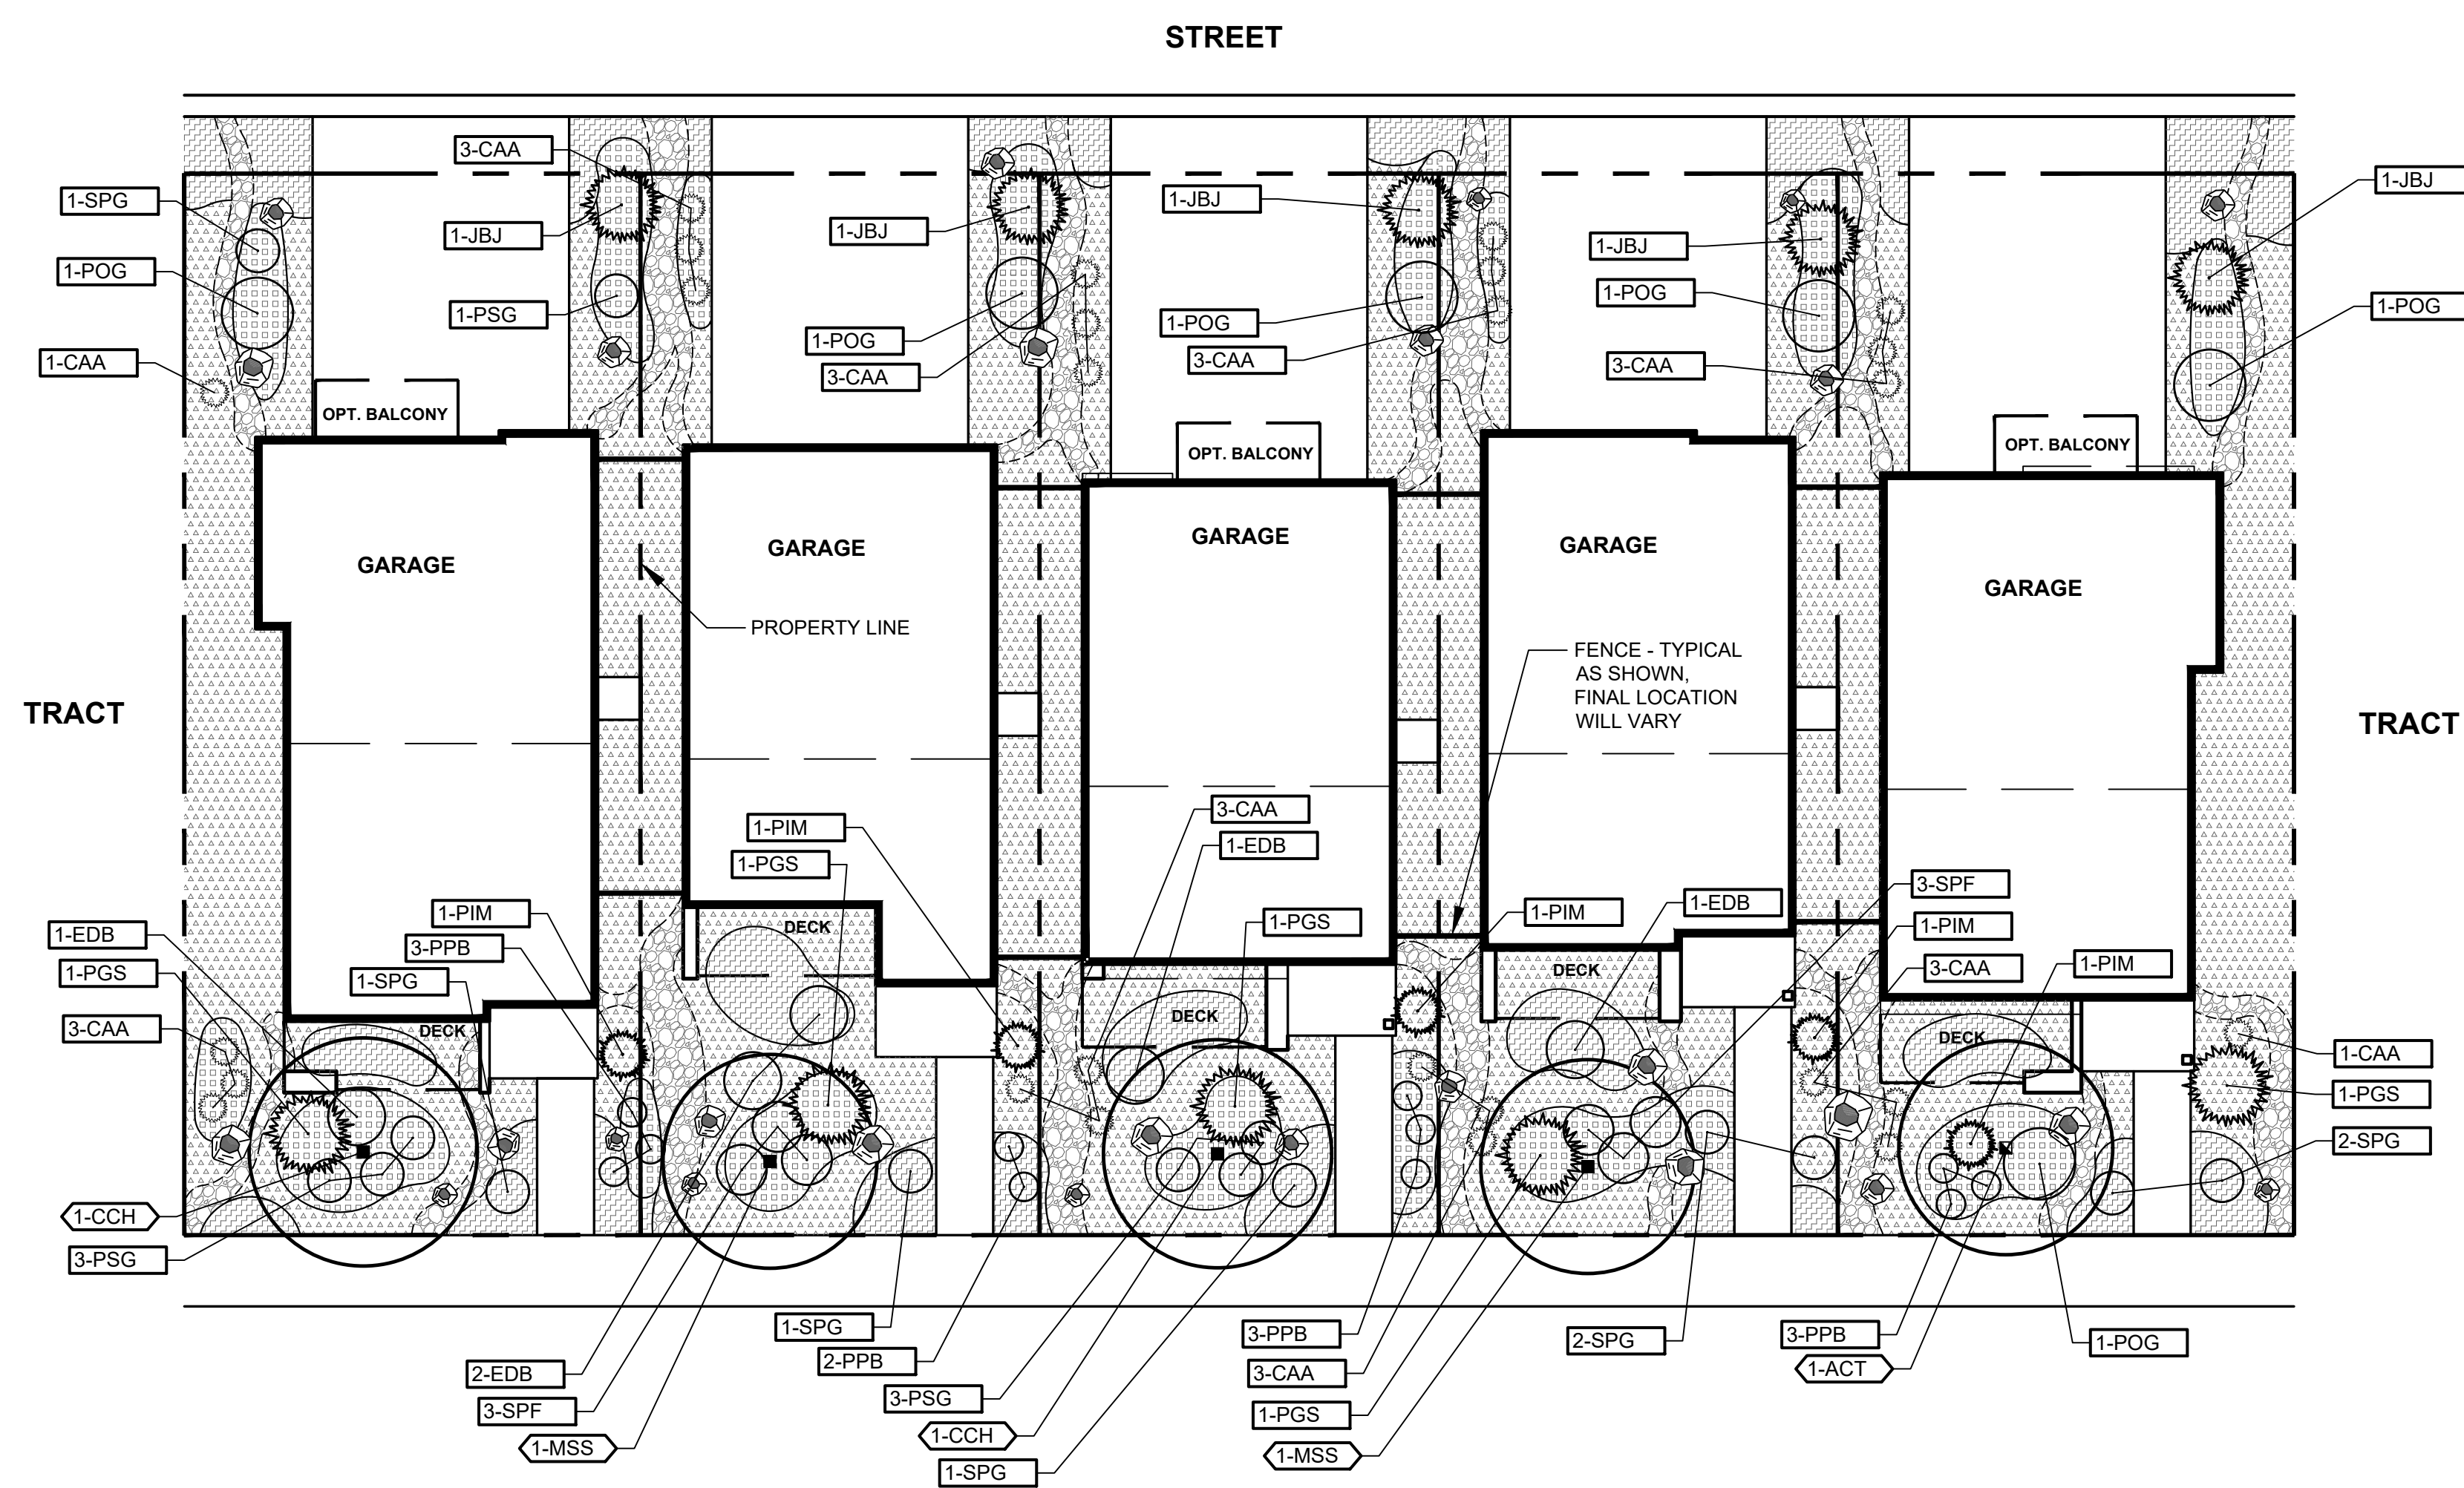 STREET
3-CAA
1-JBJ
1-SPG
1-JBJ
1-JBJ
1-JBJ
1-JBJ
1-POG
1-POG
1-PSG
1-POG
1-POG
1-POG
1-CAA
3-CAA
3-CAA
3-CAA
OPT. BALCONY
OPT. BALCONY
OPT. BALCONY
GARAGE
GARAGE
GARAGE
GARAGE
GARAGE
PROPERTY LINE
FENCE - TYPICAL
AS SHOWN,
FINAL LOCATION
WILL VARY
TRACT
TRACT
3-CAA
1-EDB
1-PIM
1-PGS
3-SPF
1-PIM
1-EDB
1-PIM
1-PGS
1-PIM
1-EDB
3-PPB
1-PGS
1-SPG
3-CAA
1-PIM
3-CAA
DECK
DECK
DECK
DECK
DECK
1-CAA
1-PGS
2-SPG
1-CCH
3-PSG
1-SPG
2-PPB
3-PPB
2-SPG
3-PPB
1-POG
2-EDB
3-SPF
1-MSS
3-PSG
1-CCH
1-SPG
3-CAA
1-PGS
1-MSS
1-ACT